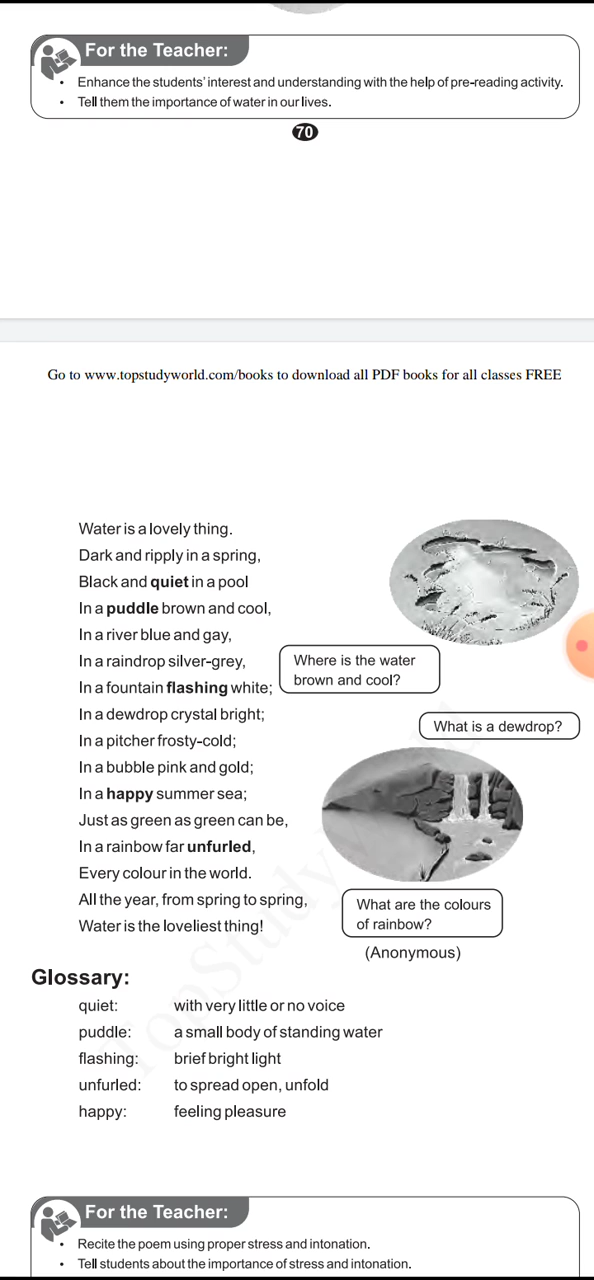 For the Teacher:
• Enhance the students' interest and understanding with the help of pre-reading activity.
• Tell them the importance of water in our lives.
70
Go to www.topstudyworld.com/books to download all PDF books for all classes FREE
Water is a lovely thing.
Dark and ripply in a spring,
Black and quiet in a pool
In a puddle brown and cool,
In a river blue and gay,
In a raindrop silver-grey,
In a fountain flashing white;
In a dewdrop crystal bright;
In a pitcher frosty-cold;
In a bubble pink and gold;
In a happy summer sea;
Just as green as green can be,
In a rainbow far unfurled,
Every colour in the world.
All the year, from spring to spring,
Water is the loveliest thing!
Where is the water
brown and cool?
What is a dewdrop?
What are the colours
of rainbow?
(Anonymous)
Glossary:
quiet: with very little or no voice
puddle: a small body of standing water
flashing: brief bright light
unfurled: to spread open, unfold
happy: feeling pleasure
TopStudyWorld
For the Teacher:
• Recite the poem using proper stress and intonation.
• Tell students about the importance of stress and intonation.